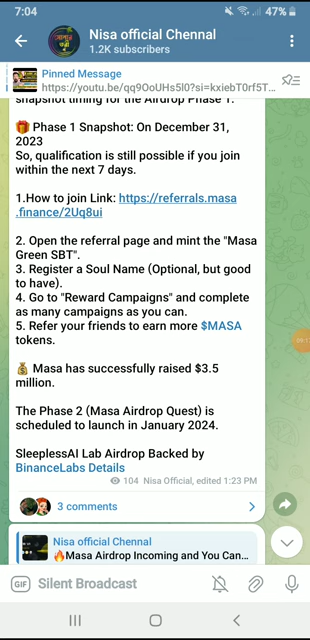 7:04
47%
Nisa official Chennal
1.2K subscribers
Pinned Message
https://youtu.be/qq9OoUHs5l0?si=kxiebT0rf5T...
snapshot timing for the Airdrop Phase 1.
🎁 Phase 1 Snapshot: On December 31,
2023
So, qualification is still possible if you join
within the next 7 days.
1.How to join Link: https://referrals.masa
.finance/2Uq8ui
2. Open the referral page and mint the "Masa
Green SBT".
3. Register a Soul Name (Optional, but good
to have).
4. Go to "Reward Campaigns" and complete
as many campaigns as you can.
5. Refer your friends to earn more $MASA
tokens.
💰 Masa has successfully raised $3.5
million.
The Phase 2 (Masa Airdrop Quest) is
scheduled to launch in January 2024.
SleeplessAI Lab Airdrop Backed by
BinanceLabs Details
104 Nisa Official, edited 1:23 PM
3 comments
Nisa official Chennal
🔥Masa Airdrop Incoming and You Can...
GIF Silent Broadcast